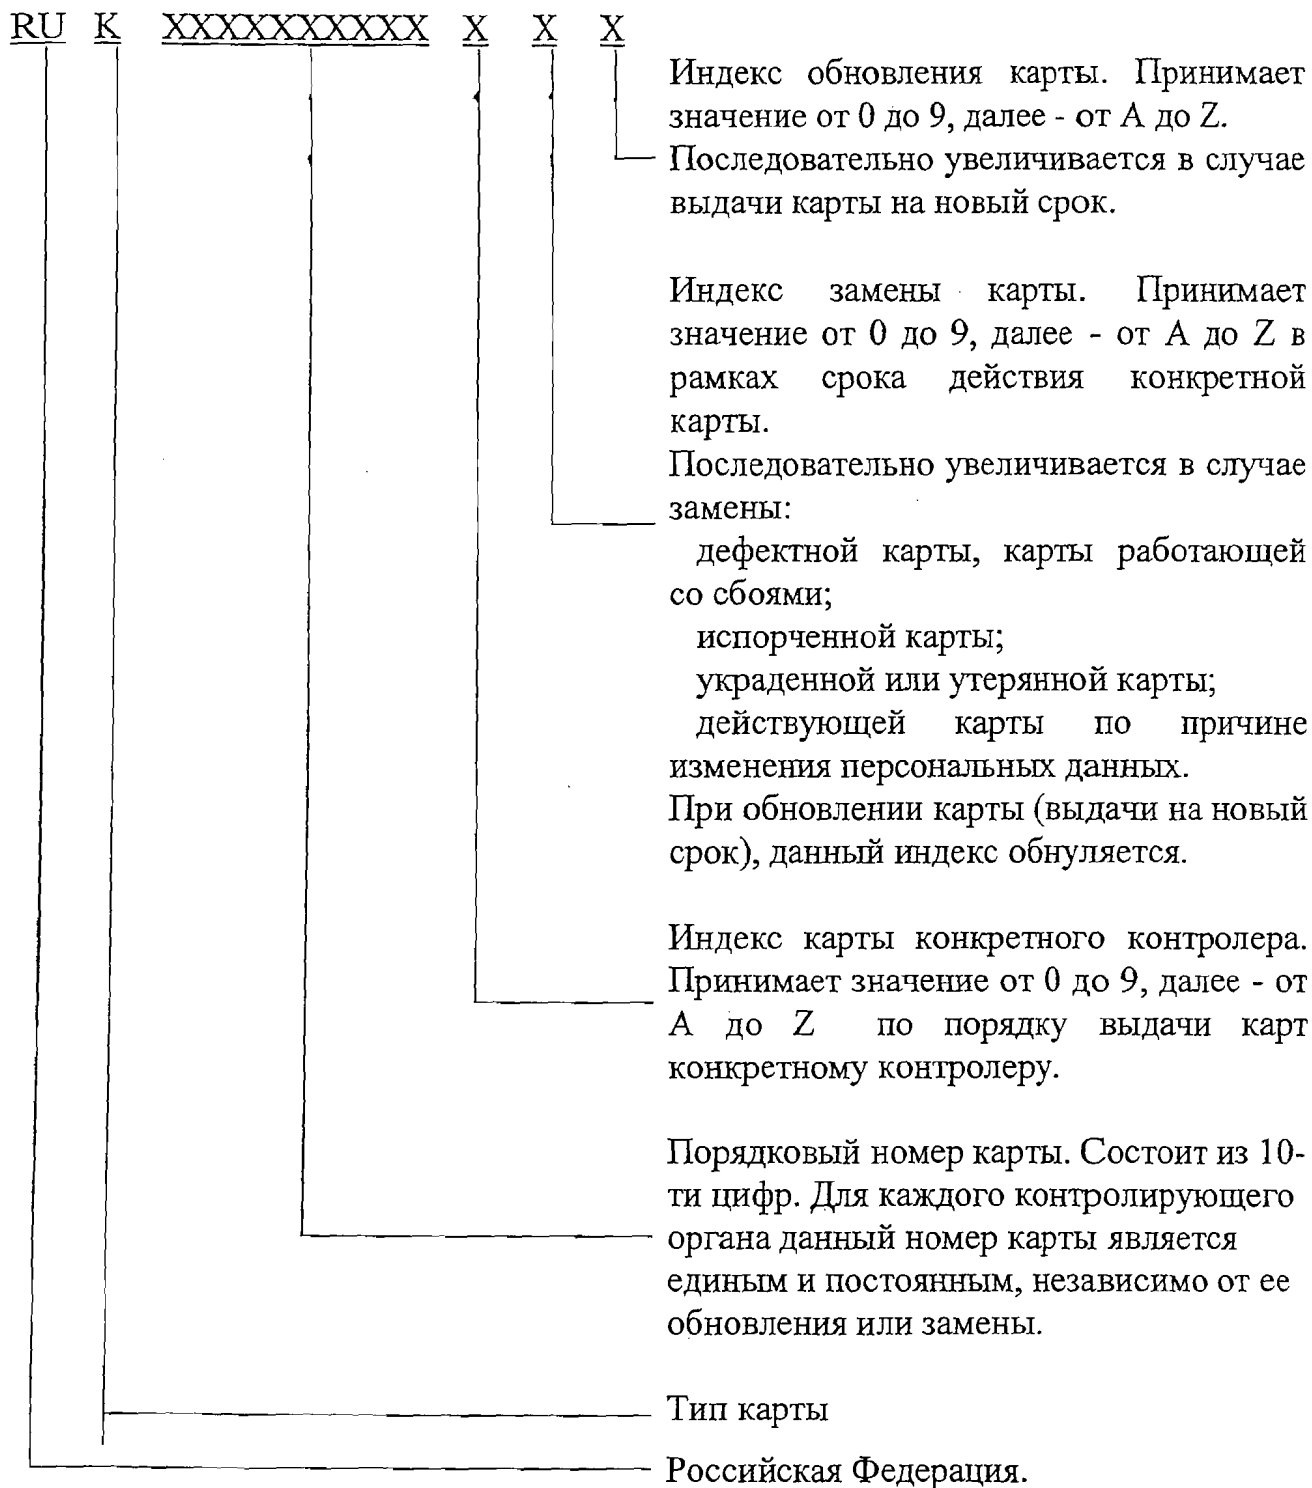 RU K XXXXXXXXXX X X X
Индекс обновления карты. Принимает
значение от 0 до 9, далее - от A до Z.
Последовательно увеличивается в случае
выдачи карты на новый срок.
Индекс замены карты. Принимает
значение от 0 до 9, далее - от A до Z в
рамках срока действия конкретной
карты.
Последовательно увеличивается в случае
замены:
дефектной карты, карты работающей
со сбоями;
испорченной карты;
украденной или утерянной карты;
действующей карты по причине
изменения персональных данных.
При обновлении карты (выдачи на новый
срок), данный индекс обнуляется.
Индекс карты конкретного контролера.
Принимает значение от 0 до 9, далее - от
A до Z по порядку выдачи карт
конкретному контролеру.
Порядковый номер карты. Состоит из 10-
ти цифр. Для каждого контролирующего
органа данный номер карты является
единым и постоянным, независимо от ее
обновления или замены.
Тип карты
Российская Федерация.